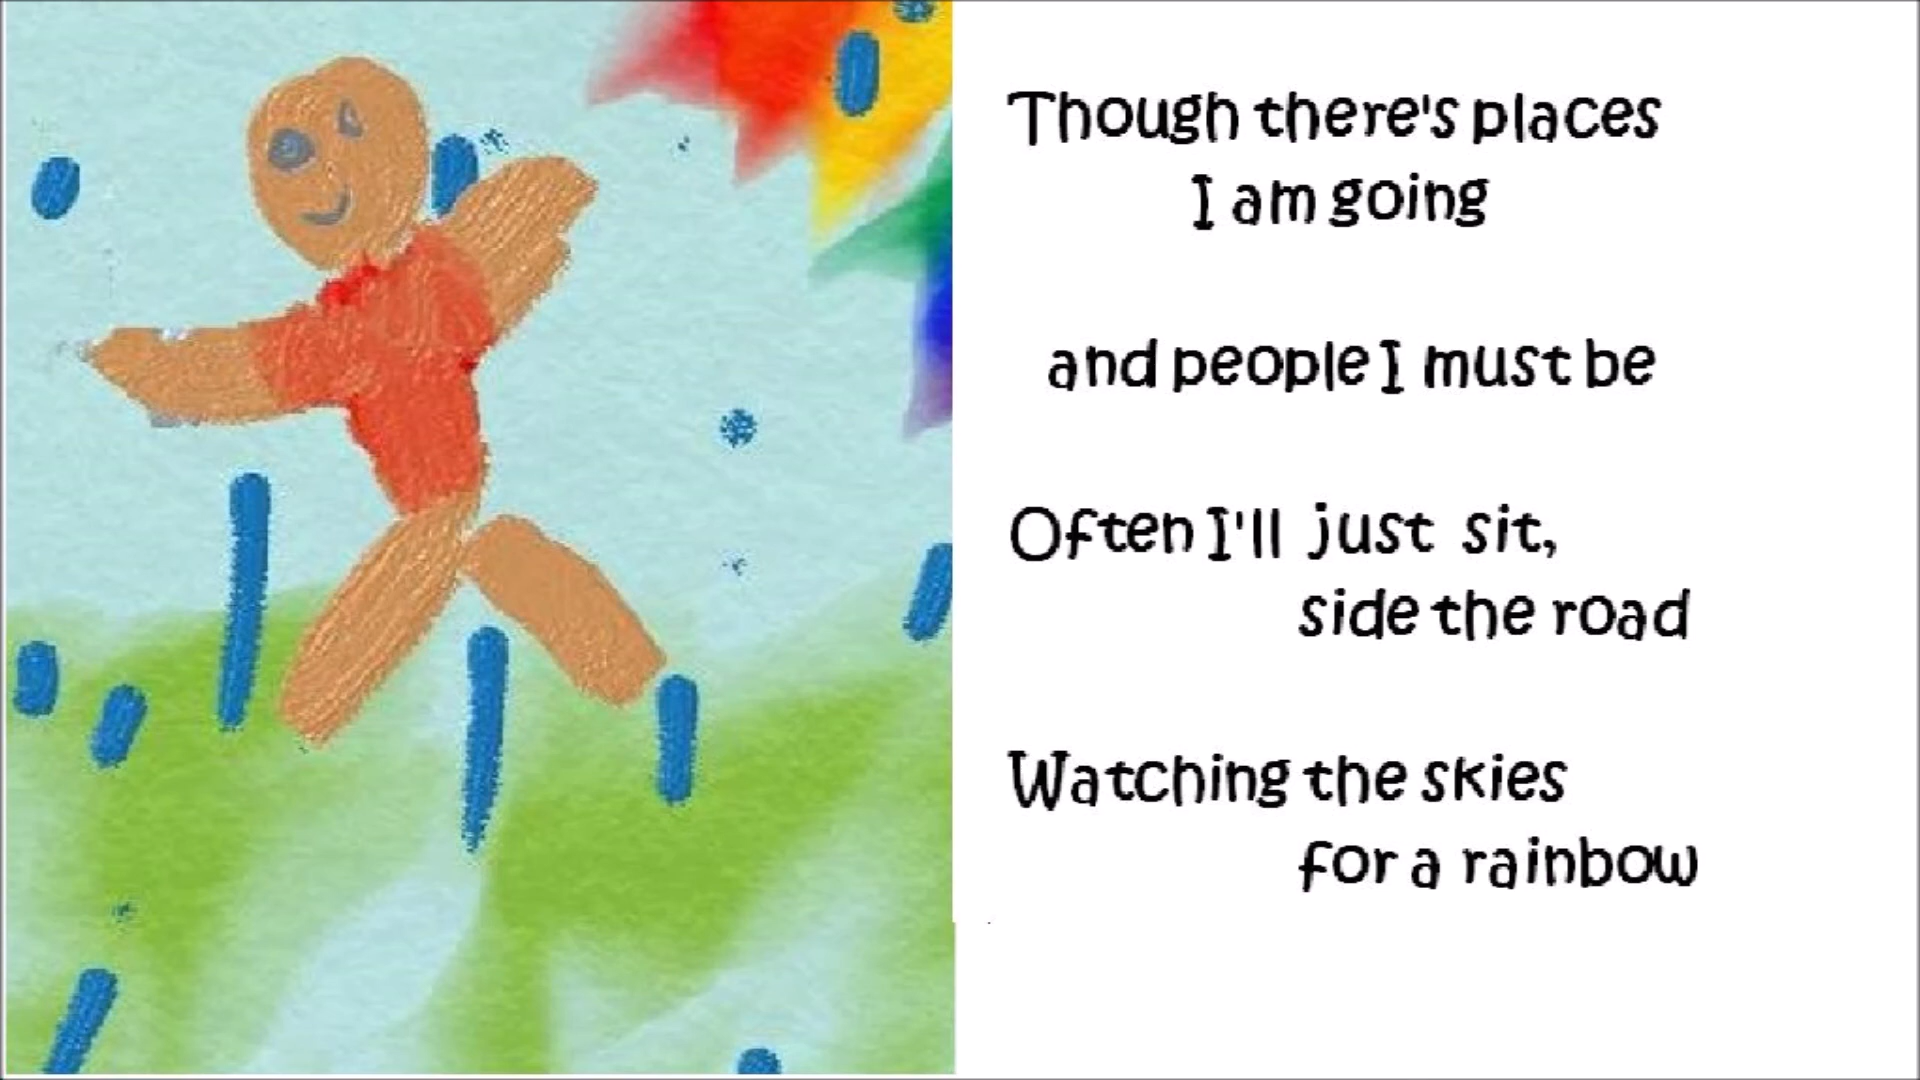 Though there's places
I am going
and people I must be
Often I'll just sit,
side the road
Watching the skies
for a rainbow